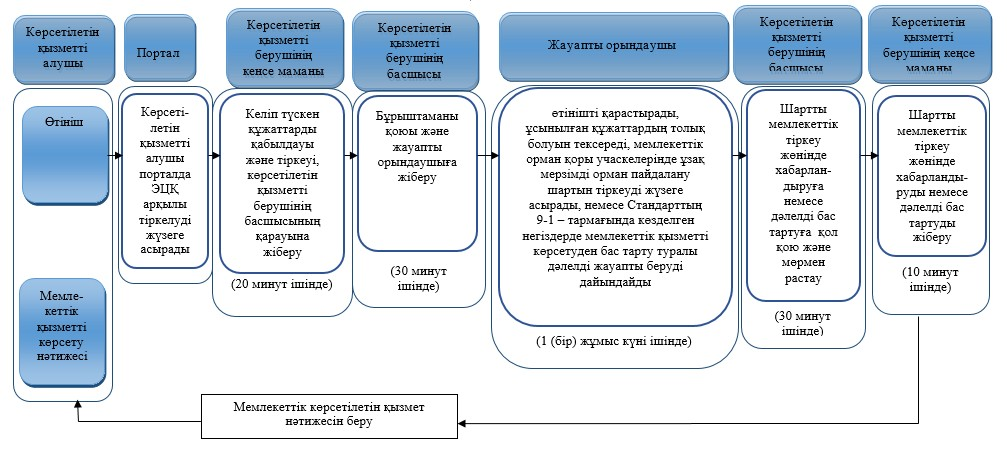 Көрсетілетін
қызметті
алушы
Портал
Көрсетілетін
қызметті
берушінің
кенсе маманы
Көрсетілетін
қызметті
берушінің
басшысы
Жауапты орындаушы
Көрсетілетін
қызметті
берушінің
басшысы
Көрсетілетін
қызметті
берушінің кеңсе
маманы
Өтініш
Мемле-
кеттік
қызметті
көрсету
нәтижесі
Көрсеті-
летін
қызметті
алушы
порталда
ЭЦҚ
арқылы
тіркелуді
жүзеге
асырады
Келіп түскен
құжаттарды
қабылдауы
және тіркеуі,
көрсетілетін
қызметті
берушінің
басшысының
қарауына
жіберу
(20 минут ішінде)
Бұрыштаманы
қоюы және
жауапты
орындаушыға
жіберу
(30 минут
ішінде)
өтінішті қарастырады,
ұсынылған құжаттардың толық
болуын тексереді, мемлекеттік
орман қоры учаскелерінде ұзақ
мерзімді орман пайдалану
шартын тіркеуді жүзеге
асырады, немесе Стандарттың
9-1 – тармағында көзделген
негіздерде мемлекеттік қызметті
көрсетуден бас тарту туралы
дәлелді жауапты беруді
дайындайды
(1 (бір) жұмыс күні ішінде)
Шартты
мемлекеттік
тіркеу
жөнінде
хабарлан-
дыруға
немесе
дәлелді бас
тартуға қол
қою және
мөрмен
растау
(30 минут
ішінде)
Шартты
мемлекеттік
тіркеу
жөнінде
хабарланды-
руды немесе
дәлелді бас
тартуды
жіберу
(10 минут
ішінде)
Мемлекеттік көрсетілетін қызмет
нәтижесін беру